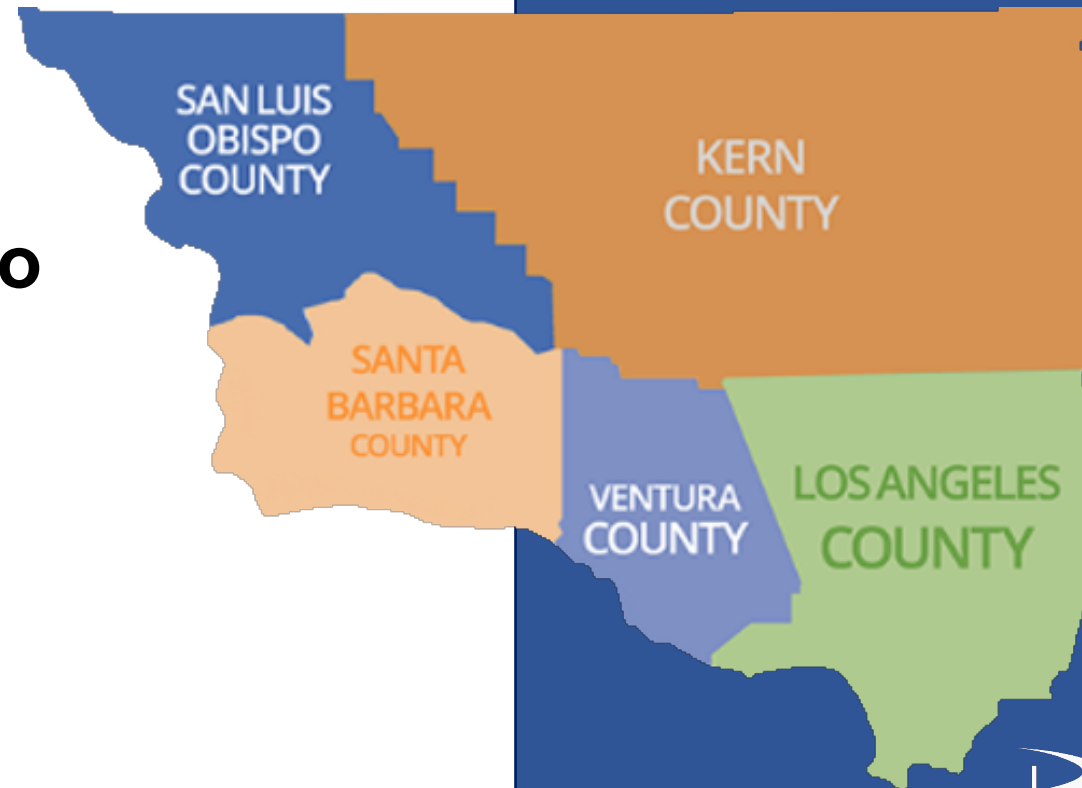 SAN LUIS
OBISPO
COUNTY
KERN
COUNTY
o
SANTA
BARBARA
COUNTY
VENTURA
COUNTY
LOS ANGELES
COUNTY